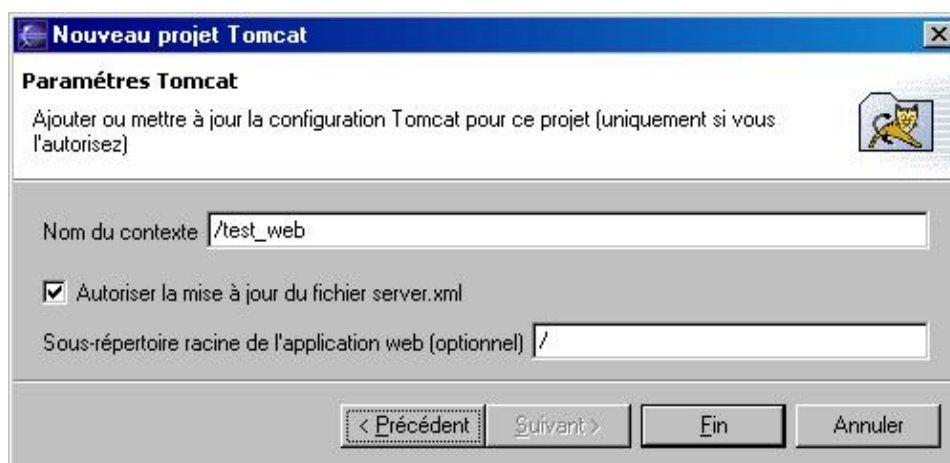 Nouveau projet Tomcat
Paramétres Tomcat
Ajouter ou mettre à jour la configuration Tomcat pour ce projet (uniquement si vous
l'autorisez)
Nom du contexte /test_web
Autoriser la mise à jour du fichier server.xml
Sous-répertoire racine de l'application web (optionnel) /
< Précédent Suivant > Fin Annuler